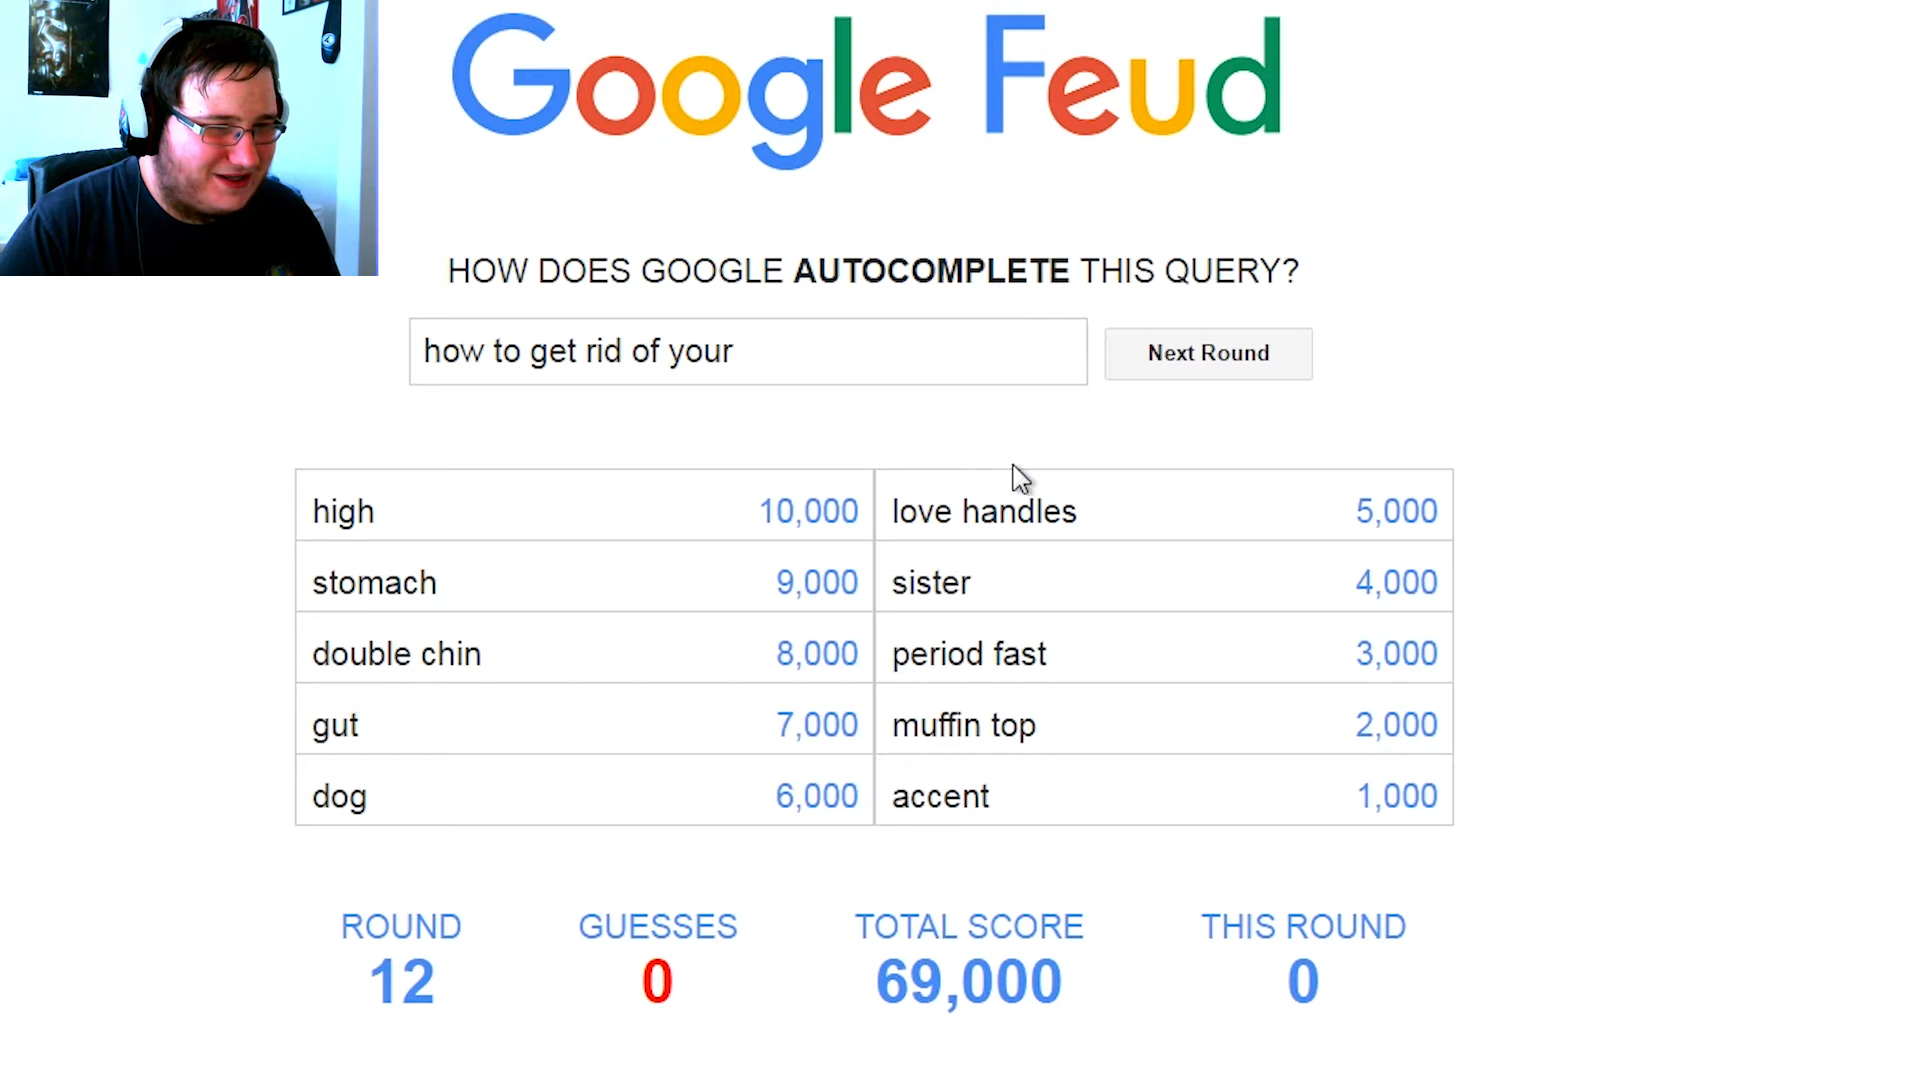 Google Feud
HOW DOES GOOGLE AUTOCOMPLETE THIS QUERY?
how to get rid of your
Next Round
high 10,000 love handles 5,000
stomach 9,000 sister 4,000
double chin 8,000 period fast 3,000
gut 7,000 muffin top 2,000
dog 6,000 accent 1,000
ROUND GUESSES TOTAL SCORE THIS ROUND
12 0 69,000 0